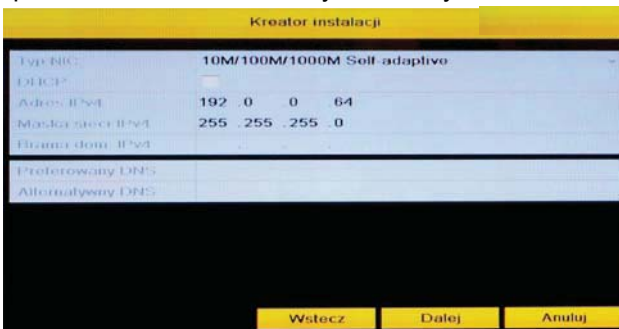 Kreator instalacji
Typ NIC 10M/100M/1000M Self-adaptive
DHCP
Adres IPv4 192 .0 .0 .64
Maska sieci IPv4 255 .255 .255 .0
Brama dom. IPv4 . . .
Preferowany DNS
Alternatywny DNS
Wstecz Dalej Anuluj